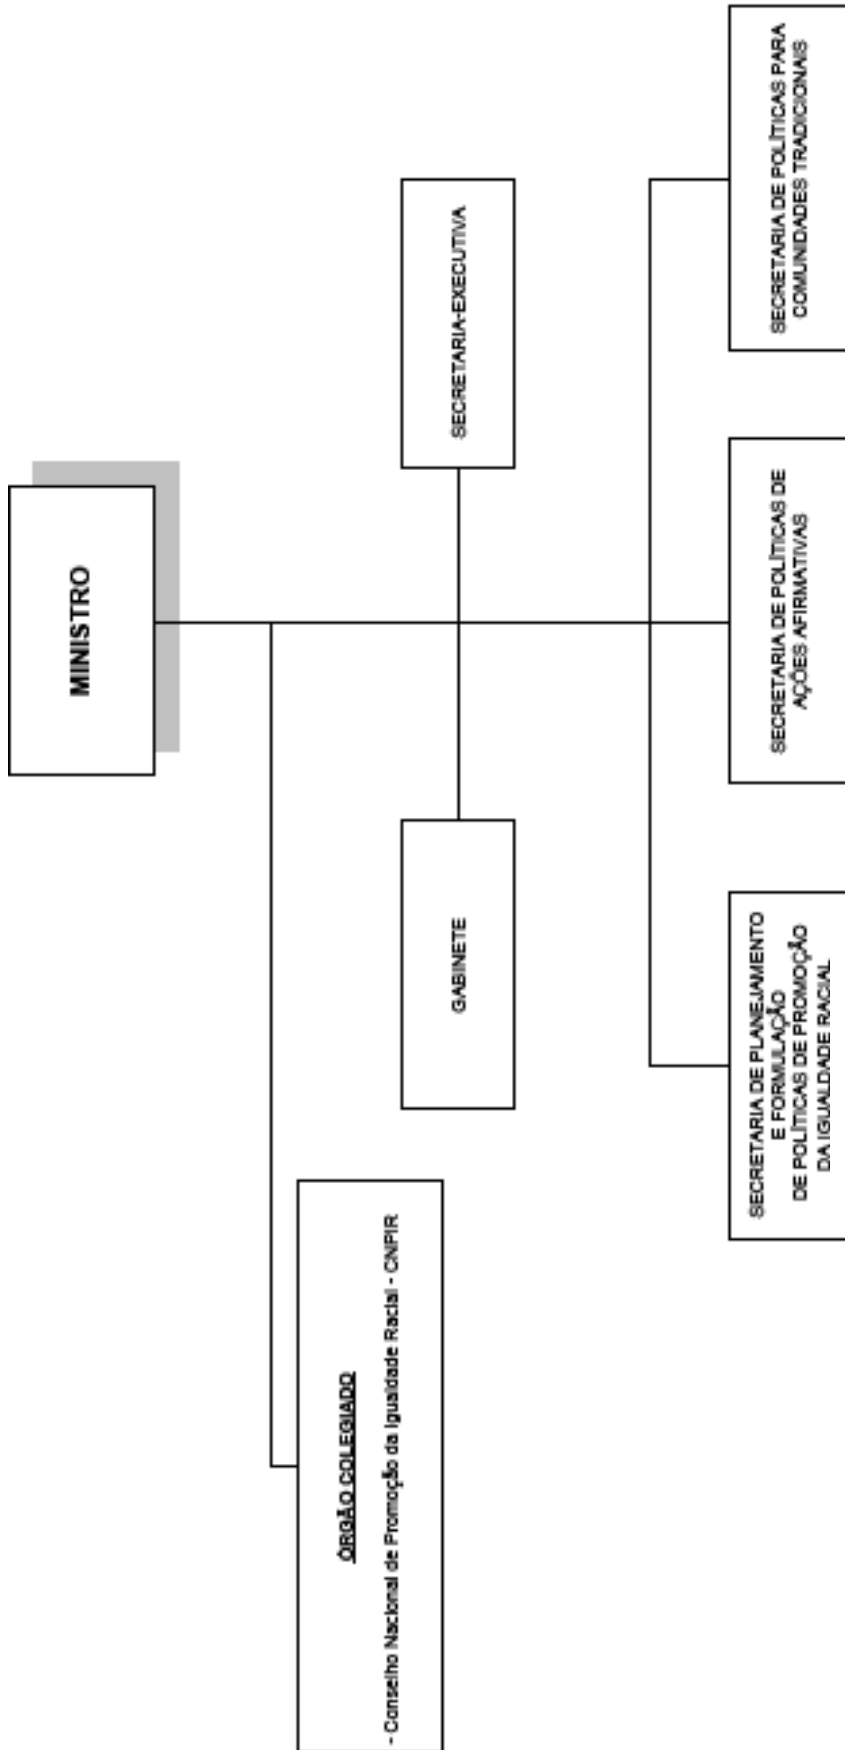 MINISTRO
ÓRGÃO COLEGIADO
- Conselho Nacional de Promoção da Igualdade Racial - CNPIR
GABINETE
SECRETARIA-EXECUTIVA
SECRETARIA DE PLANEJAMENTO
E FORMULAÇÃO
DE POLÍTICAS DE PROMOÇÃO
DA IGUALDADE RACIAL
SECRETARIA DE POLÍTICAS DE
AÇÕES AFIRMATIVAS
SECRETARIA DE POLÍTICAS PARA
COMUNIDADES TRADICIONAIS